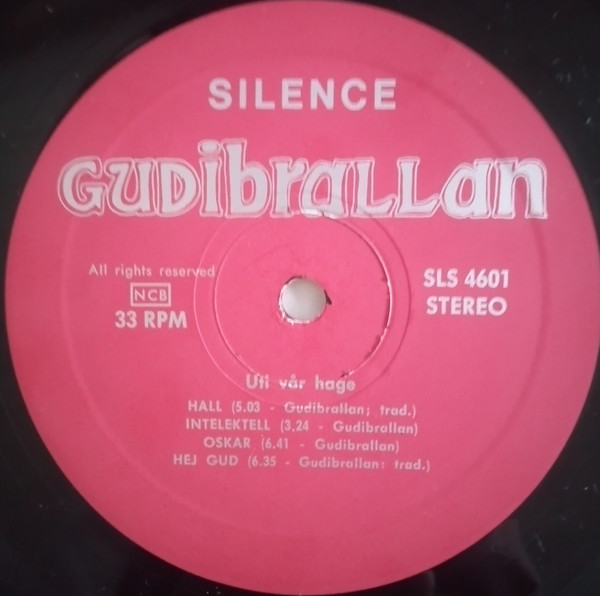 SILENCE
GUDibraLLan
All rights reserved
NCB
33 RPM
SLS 4601
STEREO
Uti vår hage
HALL (5.03 - Gudibrallan; trad.)
INTELEKTELL (3.24 - Gudibrallan)
OSKAR (6.41 - Gudibrallan)
HEJ GUD (6.35 - Gudibrallan: trad.)